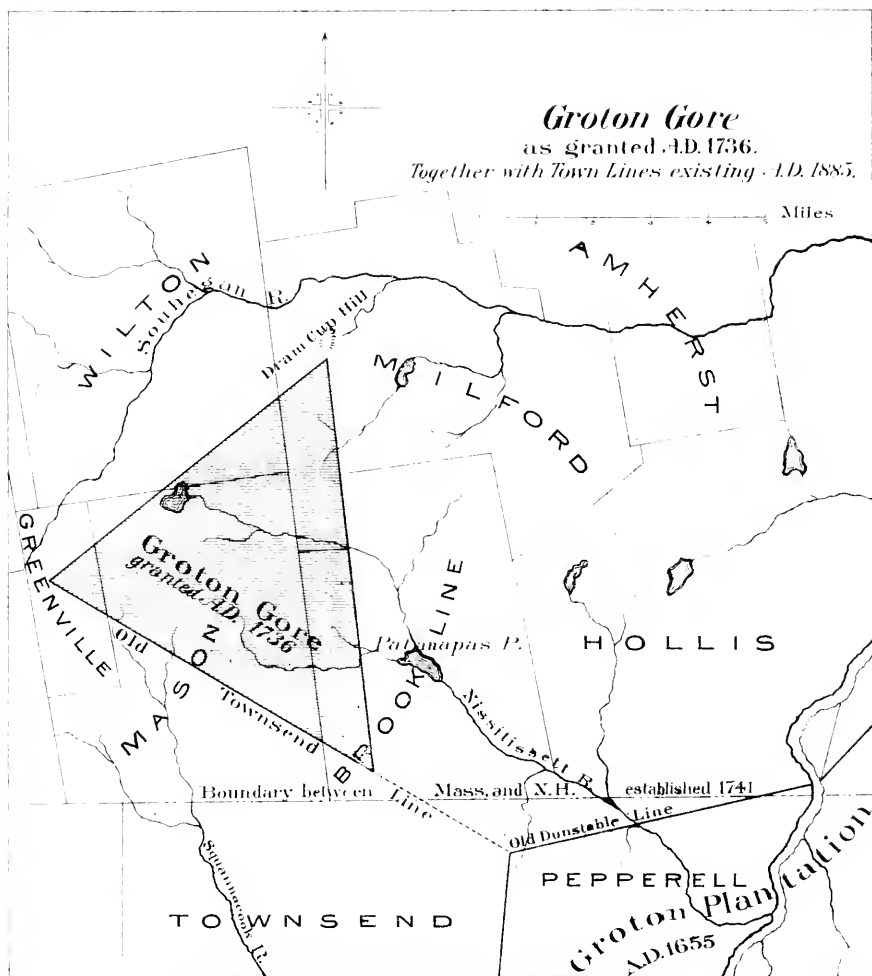 Groton Gore
as granted A.D. 1736.
Together with Town Lines existing A.D. 1885.
Miles
AMHERST
WILTON
Souhegan R.
Dram Cup Hill
MILFORD
GREENVILLE
Groton Gore
granted A.D. 1736
BROOKLINE
HOLLIS
MASON
Old Townsend Line
Nissitissett R.
Boundary between Mass, and N.H. established 1741
Old Dunstable Line
PEPPERELL
Groton Plantation
A.D. 1655
TOWNSEND
Squannacook R.